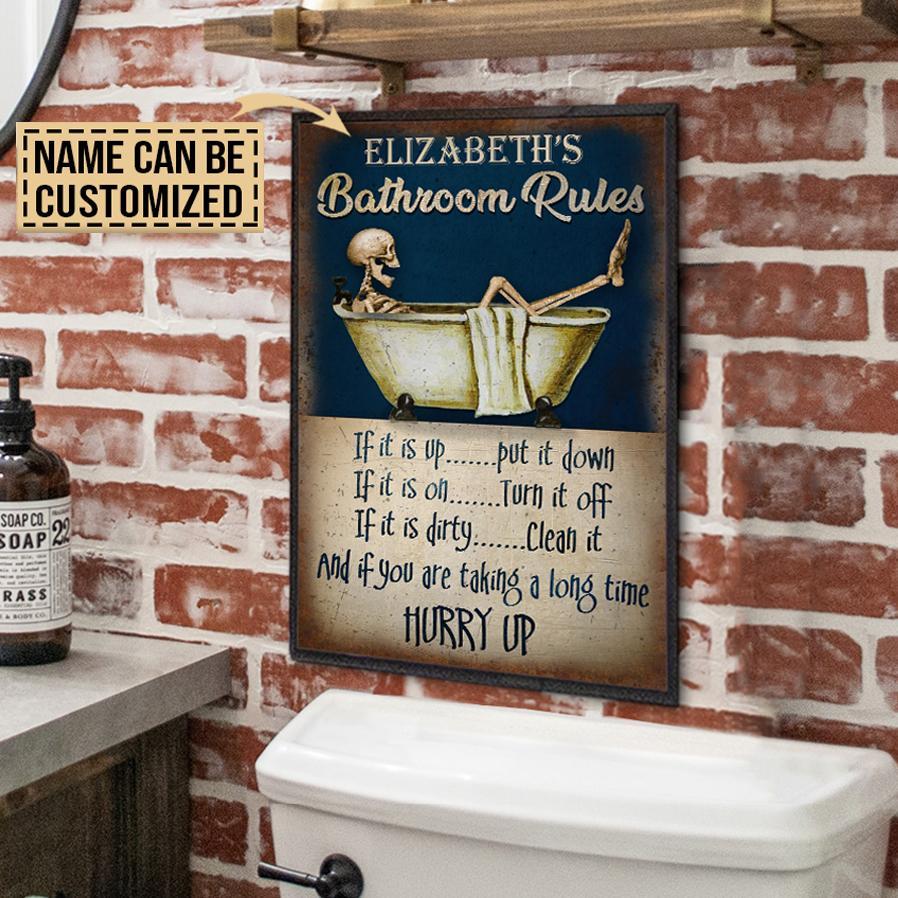 NAME CAN BE
CUSTOMIZED
ELIZABETH'S
Bathroom Rules
If it is up.......put it down
If it is on.......Turn it off
If it is dirty.......Clean it
And if you are taking a long time
HURRY UP
SOAP CO.
SOAP
22
RASS
& BODY CO.